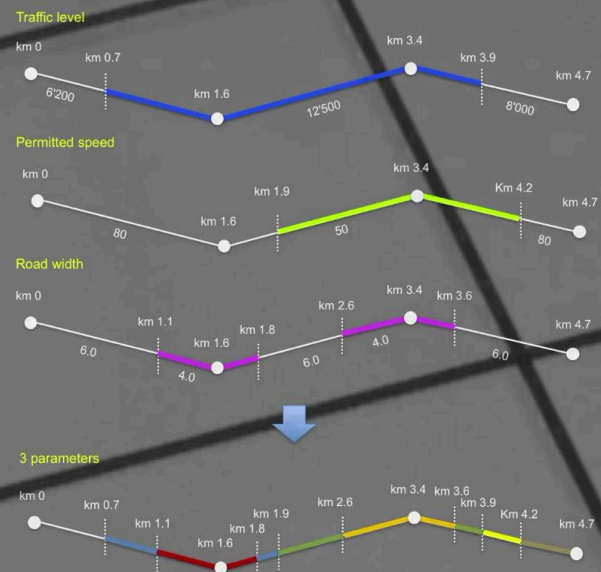 Traffic level
km 0
km 0.7
km 1.6
km 3.4
km 3.9
km 4.7
6'200
12'500
8'000
Permitted speed
km 0
km 1.6
km 1.9
km 3.4
Km 4.2
km 4.7
80
50
80
Road width
km 0
km 1.1
km 1.6
km 1.8
km 2.6
km 3.4
km 3.6
km 4.7
6.0
4.0
6.0
4.0
6.0
3 parameters
km 0
km 0.7
km 1.1
km 1.6
km 1.8
km 1.9
km 2.6
km 3.4
km 3.6
km 3.9
Km 4.2
km 4.7